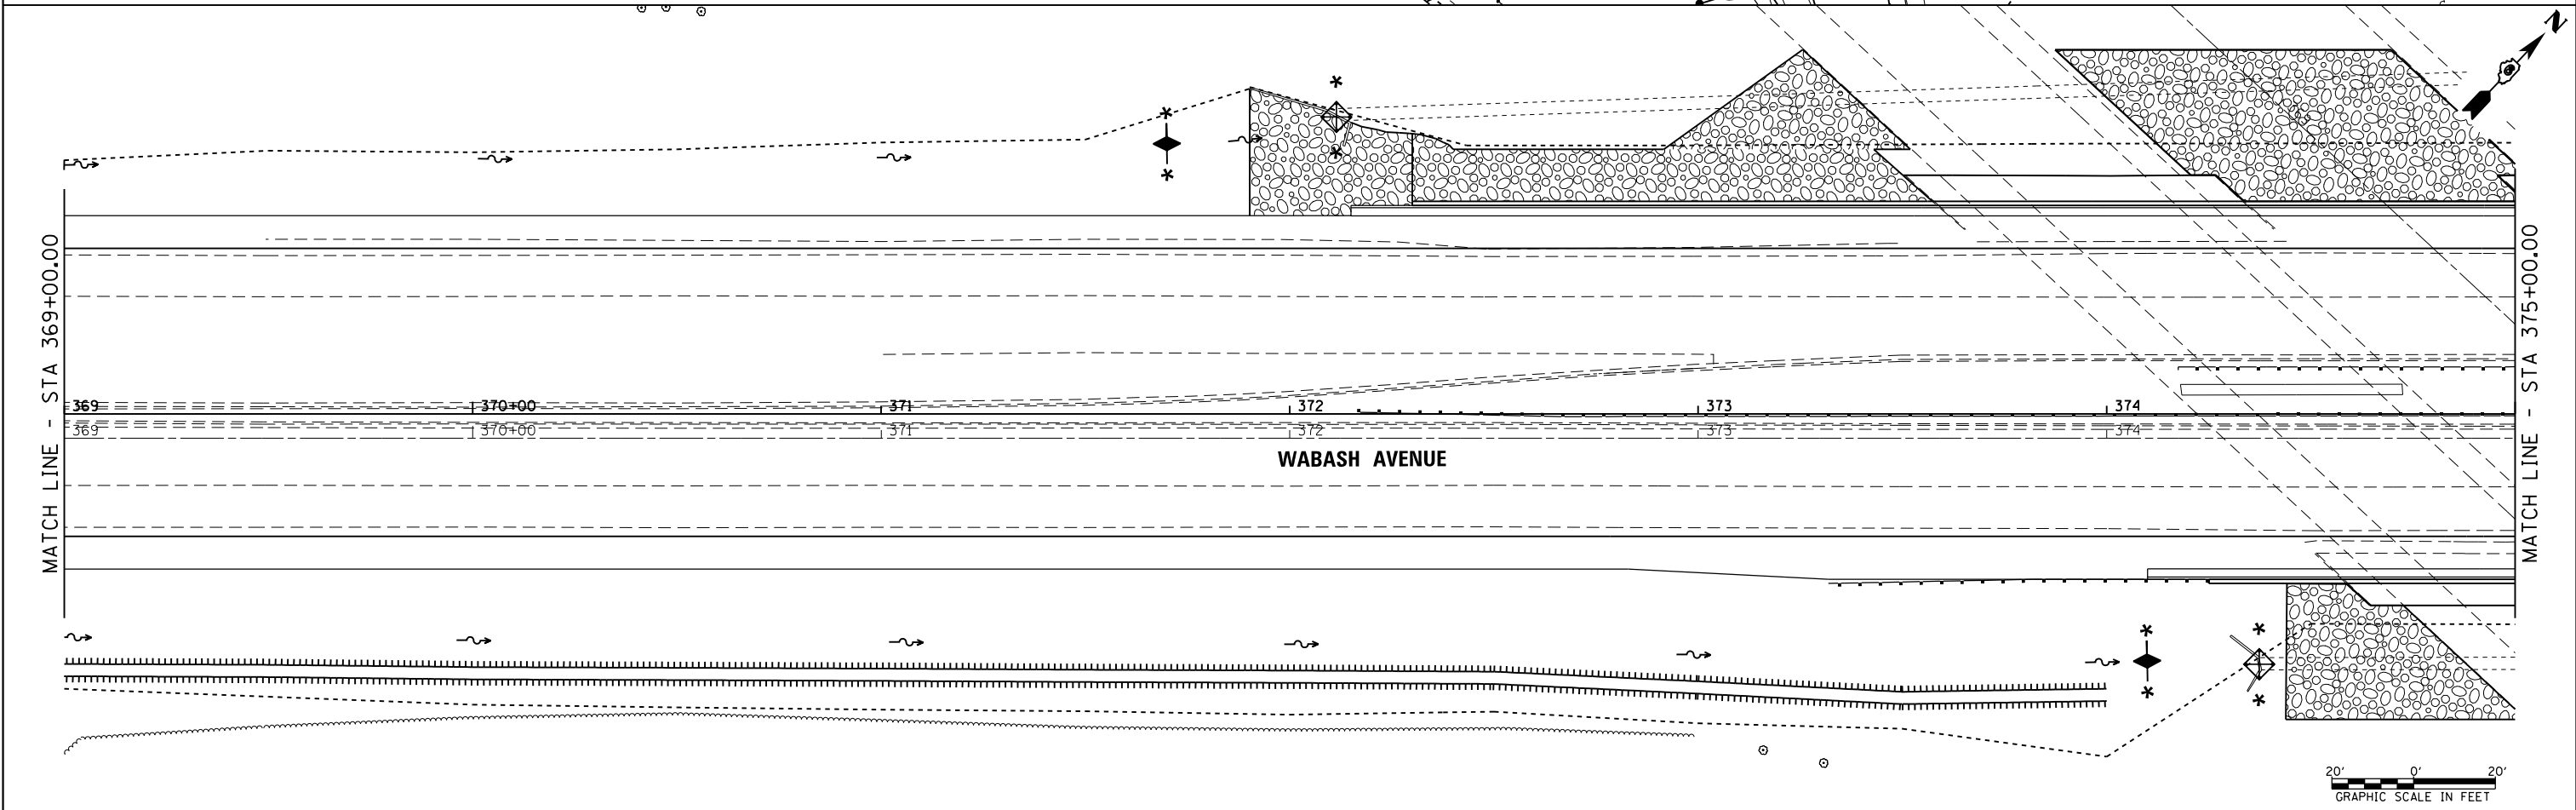 N
MATCH LINE - STA 369+00.00
MATCH LINE - STA 375+00.00
369 370+00 371 372 373 374
369 370+00 371 372 373 374
WABASH AVENUE
20' 0' 20'
GRAPHIC SCALE IN FEET